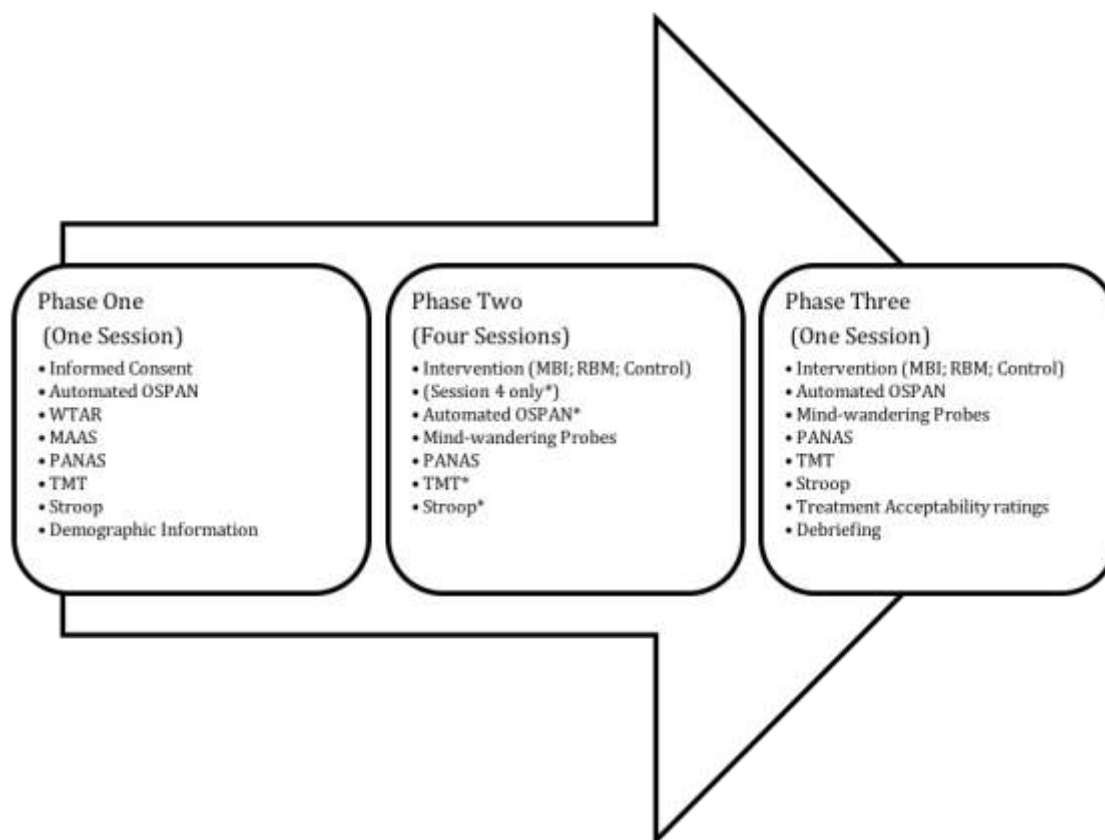 Phase One
(One Session)
• Informed Consent
• Automated OSPAN
• WTAR
• MAAS
• PANAS
• TMT
• Stroop
• Demographic Information
Phase Two
(Four Sessions)
• Intervention (MBI; RBM; Control)
• (Session 4 only*)
• Automated OSPAN*
• Mind-wandering Probes
• PANAS
• TMT*
• Stroop*
Phase Three
(One Session)
• Intervention (MBI; RBM; Control)
• Automated OSPAN
• Mind-wandering Probes
• PANAS
• TMT
• Stroop
• Treatment Acceptability ratings
• Debriefing